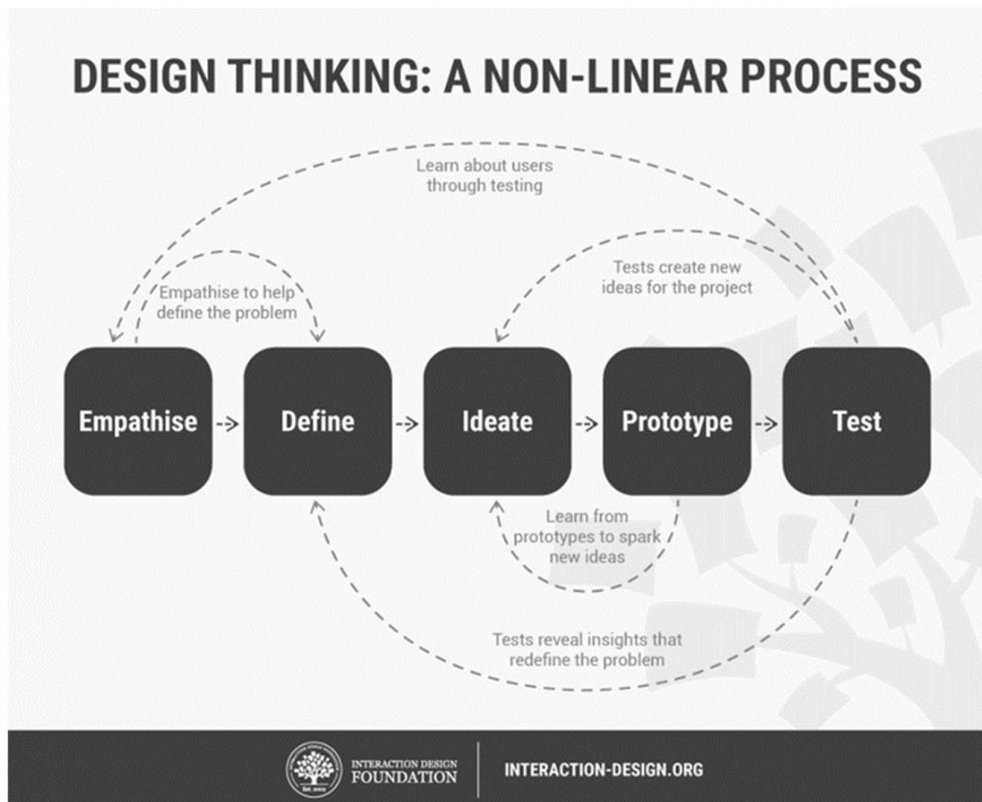 DESIGN THINKING: A NON-LINEAR PROCESS
Learn about users
through testing
Tests create new
ideas for the project
Empathise to help
define the problem
Empathise
Define
Ideate
Prototype
Test
Learn from
prototypes to spark
new ideas
Tests reveal insights that
redefine the problem
INTERACTION DESIGN
FOUNDATION
INTERACTION-DESIGN.ORG